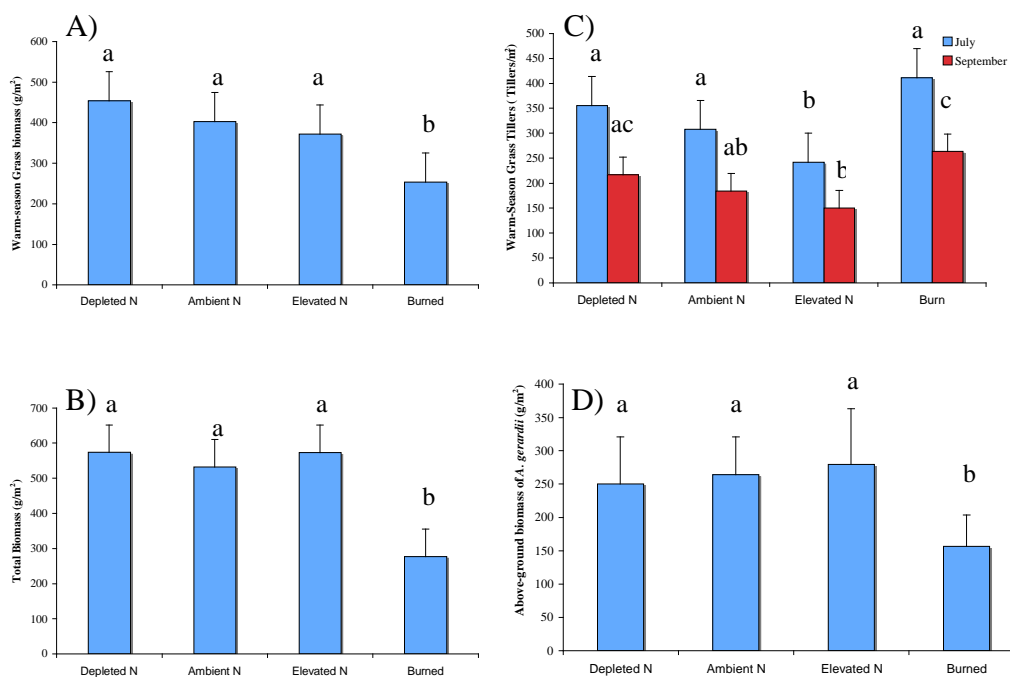 A)
Warm-season Grass biomass (g/m²)
600
500
400
300
200
100
0
a
a
a
b
Depleted N
Ambient N
Elevated N
Burned
C)
Warm-Season Grass Tillers ( Tillers/m²)
500
450
400
350
300
250
200
150
100
50
0
July
September
a
ac
a
ab
b
b
a
c
Depleted N
Ambient N
Elevated N
Burn
B)
Total Biomass (g/m²)
700
600
500
400
300
200
100
0
a
a
a
b
Depleted N
Ambient N
Elevated N
Burned
D)
Above-ground biomass of A. gerardii (g/m²)
400
350
300
250
200
150
100
50
0
a
a
a
b
Depleted N
Ambient N
Elevated N
Burned